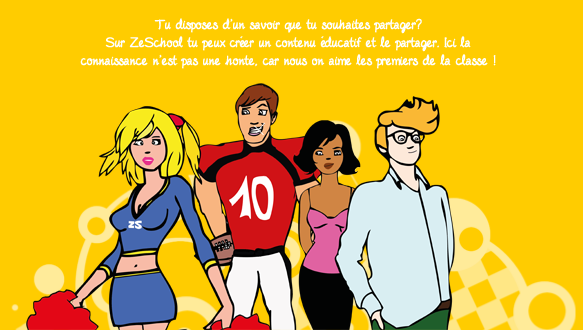 Tu disposes d'un savoir que tu souhaites partager?
Sur ZeSchool tu peux créer un contenu éducatif et le partager. Ici la
connaissance n'est pas une honte, car nous on aime les premiers de la classe !
10
ZS